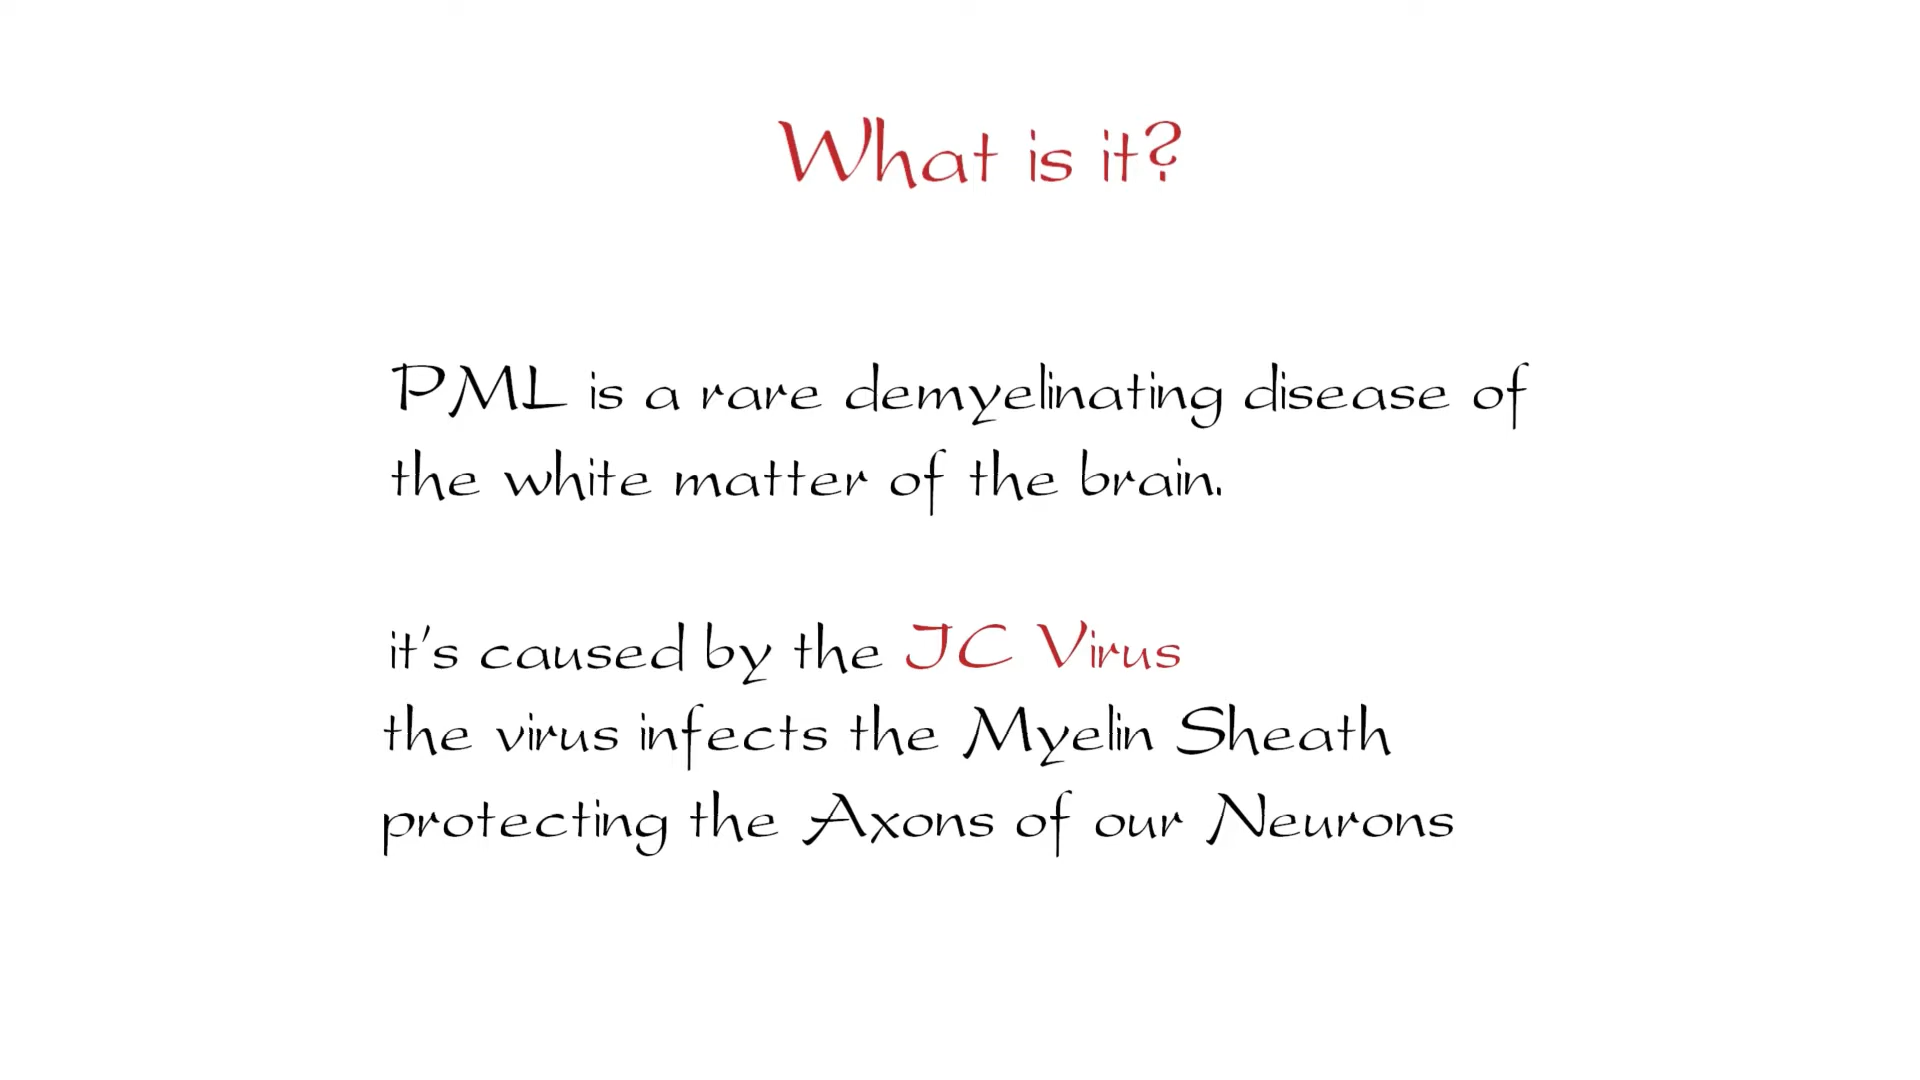 What is it?
PML is a rare demyelinating disease of
the white matter of the brain.
it's caused by the JC Virus
the virus infects the Myelin Sheath
protecting the Axons of our Neurons